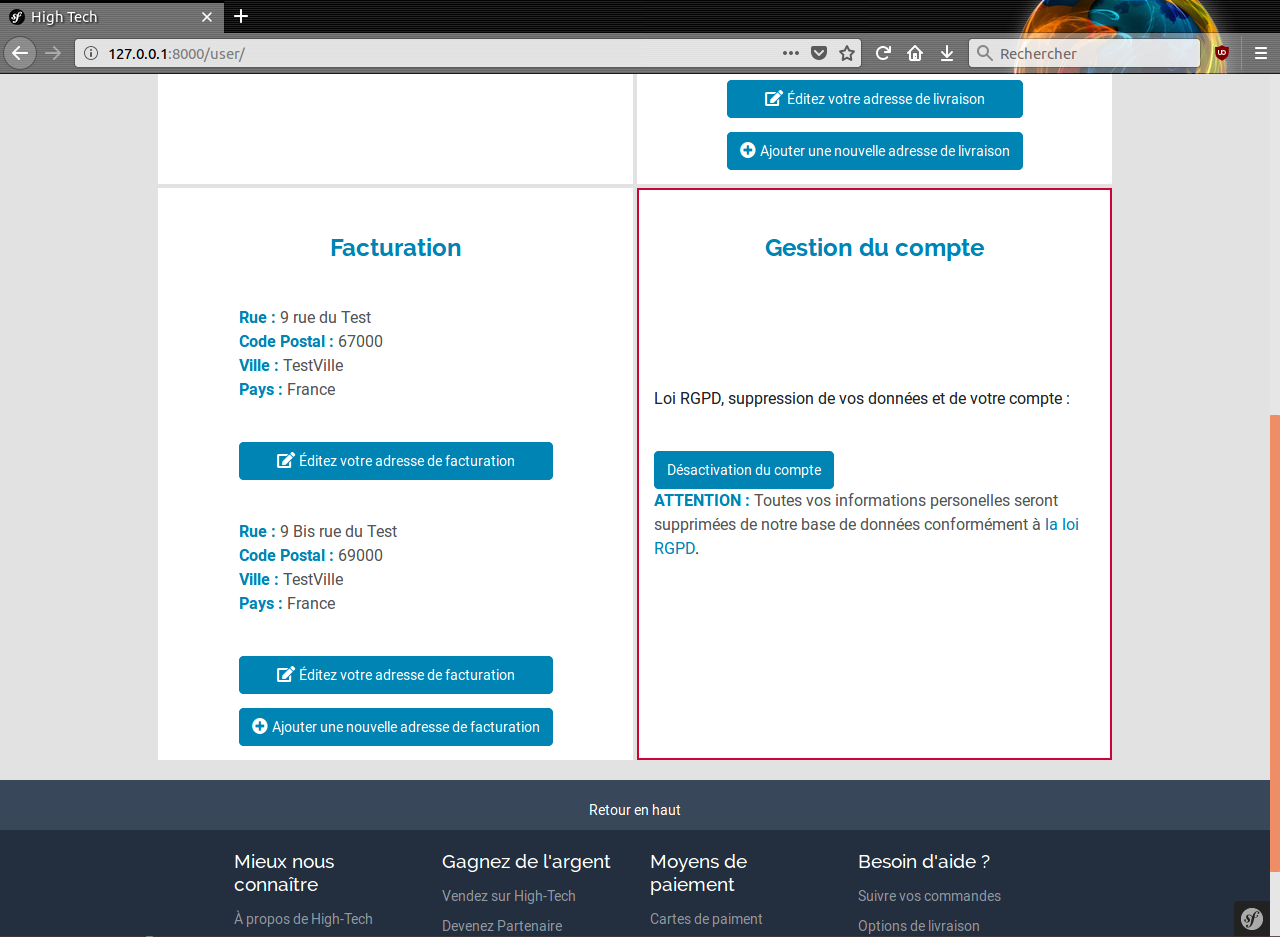 High Tech
127.0.0.1:8000/user/
Rechercher
Éditez votre adresse de livraison
Ajouter une nouvelle adresse de livraison
Facturation
Rue : 9 rue du Test
Code Postal : 67000
Ville : TestVille
Pays : France
Éditez votre adresse de facturation
Rue : 9 Bis rue du Test
Code Postal : 69000
Ville : TestVille
Pays : France
Éditez votre adresse de facturation
Ajouter une nouvelle adresse de facturation
Gestion du compte
Loi RGPD, suppression de vos données et de votre compte :
Désactivation du compte
ATTENTION : Toutes vos informations personelles seront
supprimées de notre base de données conformément à la loi
RGPD.
Retour en haut
Mieux nous
connaître
À propos de High-Tech
Gagnez de l'argent
Vendez sur High-Tech
Devenez Partenaire
Moyens de
paiement
Cartes de paiment
Besoin d'aide ?
Suivre vos commandes
Options de livraison